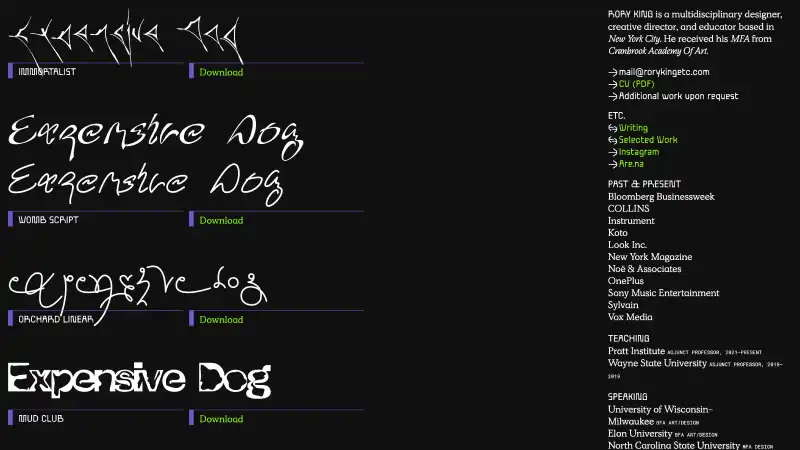 Expensive Dog
IMMORTALIST
Download
Expensive Dog
Expensive Dog
WOMB SCRIPT
Download
expensive dog
ORCHARD LINEAR
Download
Expensive Dog
MUD CLUB
Download
RORY KING is a multidisciplinary designer,
creative director, and educator based in
New York City. He received his MFA from
Cranbrook Academy Of Art.
→mail@rorykingetc.com
→CV (PDF)
→Additional work upon request
ETC.
↔Writing
↔Selected Work
→Instagram
→Are.na
PAST & PRESENT
Bloomberg Businessweek
COLLINS
Instrument
Koto
Look Inc.
New York Magazine
Noë & Associates
OnePlus
Sony Music Entertainment
Sylvain
Vox Media
TEACHING
Pratt Institute ADJUNCT PROFESSOR, 2021–PRESENT
Wayne State University ADJUNCT PROFESSOR, 2018–
2019
SPEAKING
University of Wisconsin–
Milwaukee BFA ART/DESIGN
Elon University BFA ART/DESIGN
North Carolina State University MFA DESIGN